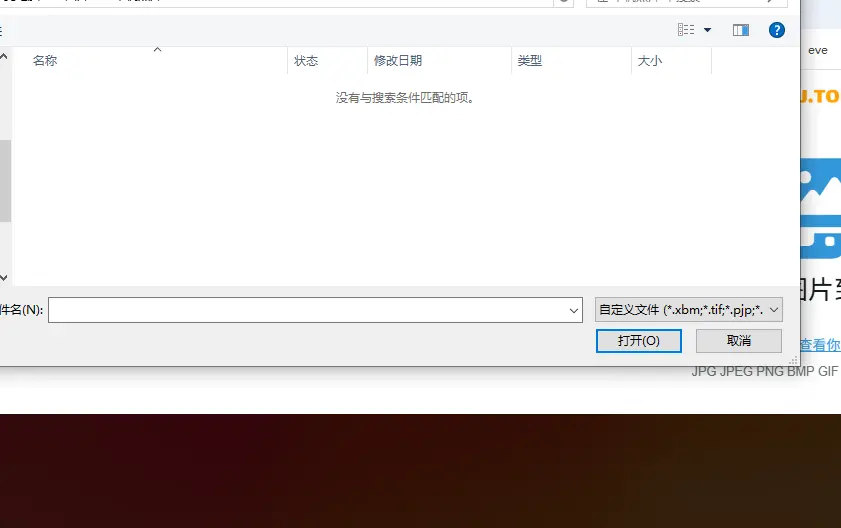 eve
名称 状态 修改日期 类型 大小
没有与搜索条件匹配的项。
U.TO
图片到
件名(N): 自定义文件 (*.xbm;*.tif;*.pjp;*.
打开(O) 取消
查看你
JPG JPEG PNG BMP GIF